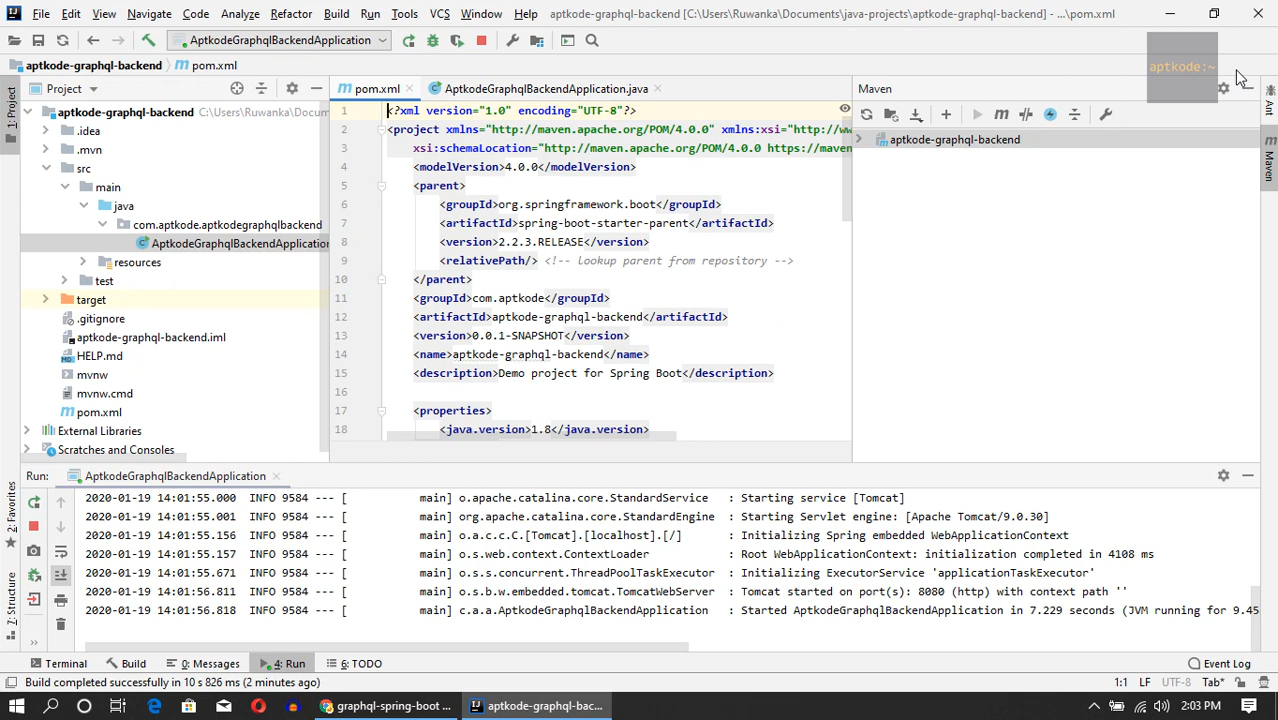 File Edit View Navigate Code Analyze Refactor Build Run Tools VCS Window Help aptkode-graphql-backend [C:\Users\Ruwanka\Documents\java-projects\aptkode-graphql-backend] - ...\pom.xml
AptkodeGraphqlBackendApplication
aptkode-graphql-backend pom.xml
aptkode:~
Project
pom.xml
AptkodeGraphqlBackendApplication.java
Maven
1: Project
aptkode-graphql-backend C:\Users\Ruwanka\Do
.idea
.mvn
src
main
java
com.aptkode.aptkodegraphqlbackend
AptkodeGraphqlBackendApplication
resources
test
target
.gitignore
aptkode-graphql-backend.iml
HELP.md
mvnw
mvnw.cmd
pom.xml
External Libraries
Scratches and Consoles
1 <?xml version="1.0" encoding="UTF-8"?>
2 <project xmlns="http://maven.apache.org/POM/4.0.0" xmlns:xsi="http://ww
3 xsi:schemaLocation="http://maven.apache.org/POM/4.0.0 https://maven
4 <modelVersion>4.0.0</modelVersion>
5 <parent>
6 <groupId>org.springframework.boot</groupId>
7 <artifactId>spring-boot-starter-parent</artifactId>
8 <version>2.2.3.RELEASE</version>
9 <relativePath/> <!-- lookup parent from repository -->
10 </parent>
11 <groupId>com.aptkode</groupId>
12 <artifactId>aptkode-graphql-backend</artifactId>
13 <version>0.0.1-SNAPSHOT</version>
14 <name>aptkode-graphql-backend</name>
15 <description>Demo project for Spring Boot</description>
16
17 <properties>
18 <java.version>1.8</java.version>
aptkode-graphql-backend
Ant
Maven
Run: AptkodeGraphqlBackendApplication
2020-01-19 14:01:55.000 INFO 9584 --- [ main] o.apache.catalina.core.StandardService : Starting service [Tomcat]
2020-01-19 14:01:55.001 INFO 9584 --- [ main] org.apache.catalina.core.StandardEngine : Starting Servlet engine: [Apache Tomcat/9.0.30]
2020-01-19 14:01:55.156 INFO 9584 --- [ main] o.a.c.c.C.[Tomcat].[localhost].[/] : Initializing Spring embedded WebApplicationContext
2020-01-19 14:01:55.157 INFO 9584 --- [ main] o.s.web.context.ContextLoader : Root WebApplicationContext: initialization completed in 4108 ms
2020-01-19 14:01:55.671 INFO 9584 --- [ main] o.s.s.concurrent.ThreadPoolTaskExecutor : Initializing ExecutorService 'applicationTaskExecutor'
2020-01-19 14:01:56.811 INFO 9584 --- [ main] o.s.b.w.embedded.tomcat.TomcatWebServer : Tomcat started on port(s): 8080 (http) with context path ''
2020-01-19 14:01:56.818 INFO 9584 --- [ main] c.a.a.AptkodeGraphqlBackendApplication : Started AptkodeGraphqlBackendApplication in 7.229 seconds (JVM running for 9.45
2: Favorites
7: Structure
Terminal Build 0: Messages 4: Run 6: TODO Event Log
Build completed successfully in 10 s 826 ms (2 minutes ago) 1:1 LF UTF-8 Tab*
graphql-spring-boot ... aptkode-graphql-bac... 2:03 PM